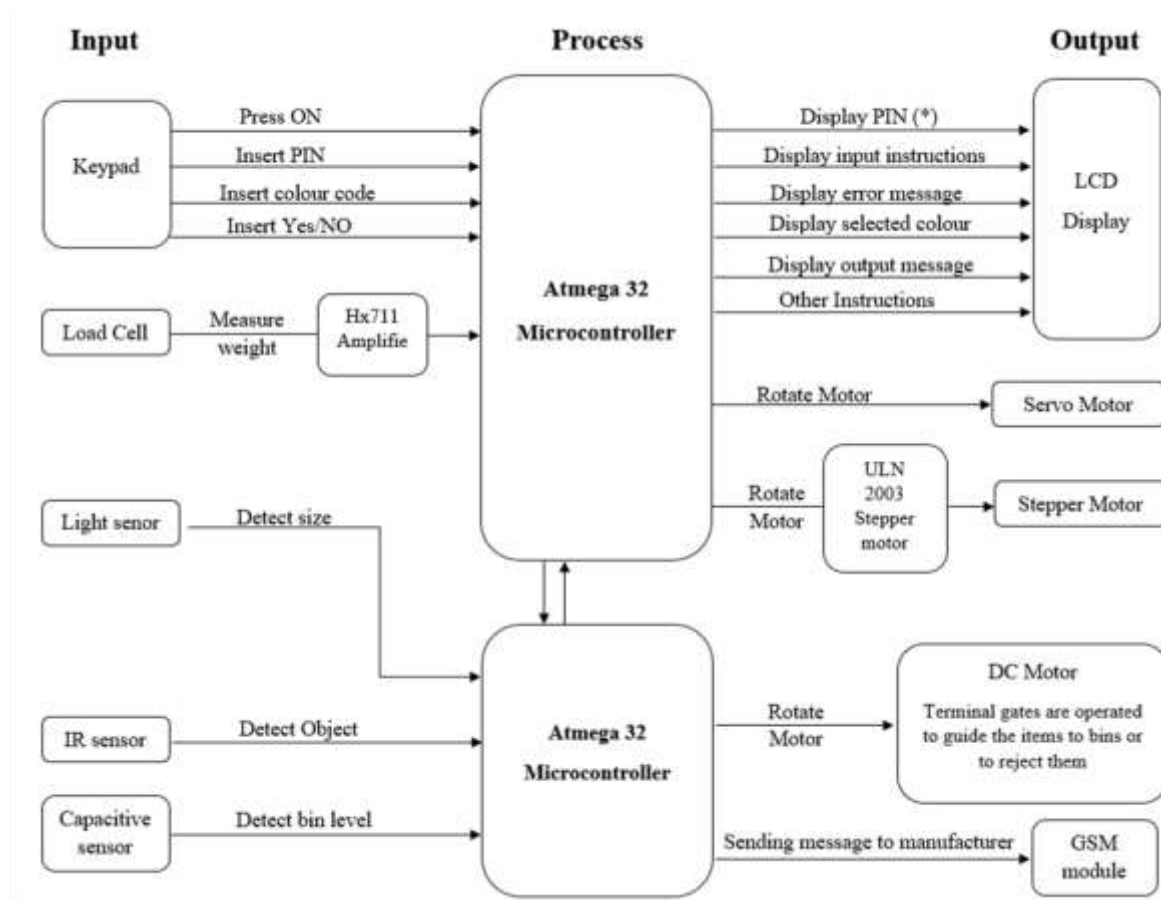 Input
Process
Output
Keypad
Press ON
Insert PIN
Insert colour code
Insert Yes/NO
Load Cell
Measure
weight
Hx711
Amplifie
Light senor
Detect size
IR sensor
Detect Object
Capacitive
sensor
Detect bin level
Atmega 32
Microcontroller
Atmega 32
Microcontroller
Display PIN (*)
Display input instructions
Display error message
Display selected colour
Display output message
Other Instructions
LCD
Display
Rotate Motor
Servo Motor
Rotate
Motor
ULN
2003
Stepper
motor
Stepper Motor
Rotate
Motor
DC Motor
Terminal gates are operated
to guide the items to bins or
to reject them
Sending message to manufacturer
GSM
module